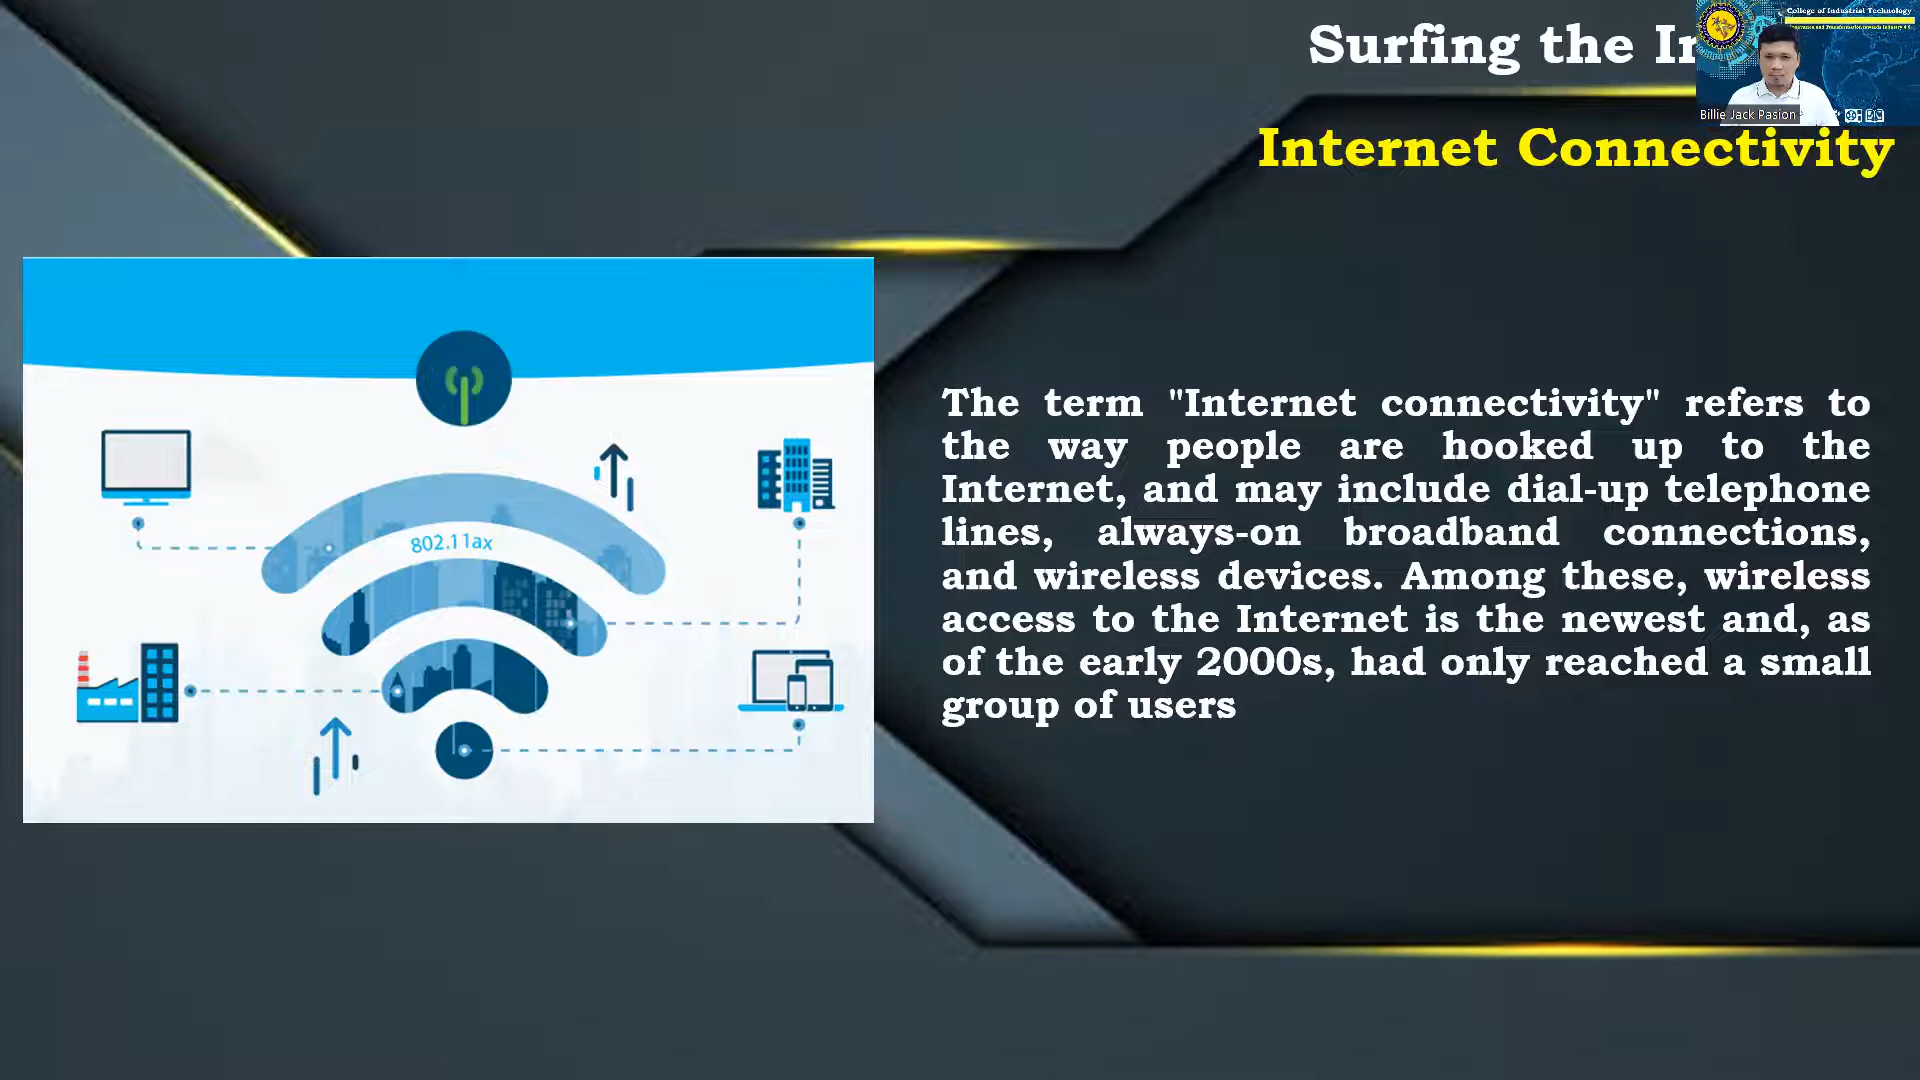 Surfing the In
College of Industrial Technology
Billie Jack Pasion
Internet Connectivity
802.11ax
The term "Internet connectivity" refers to
the way people are hooked up to the
Internet, and may include dial-up telephone
lines, always-on broadband connections,
and wireless devices. Among these, wireless
access to the Internet is the newest and, as
of the early 2000s, had only reached a small
group of users